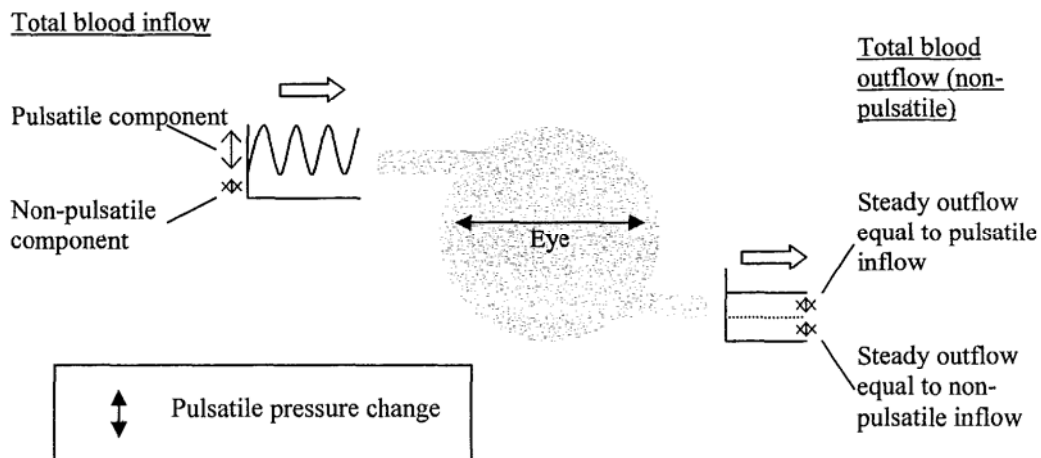 Total blood inflow
Pulsatile component
Non-pulsatile
component
Eye
Total blood
outflow (non-
pulsatile)
Steady outflow
equal to pulsatile
inflow
Steady outflow
equal to non-
pulsatile inflow
Pulsatile pressure change